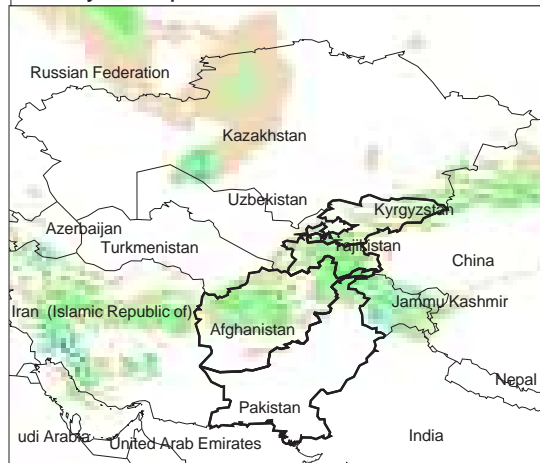 Russian Federation
Kazakhstan
Uzbekistan
Kyrgyzstan
Azerbaijan
Turkmenistan
Tajikistan
China
Iran (Islamic Republic of)
Jammu/Kashmir
Afghanistan
Nepal
Pakistan
udi Arabia
United Arab Emirates
India